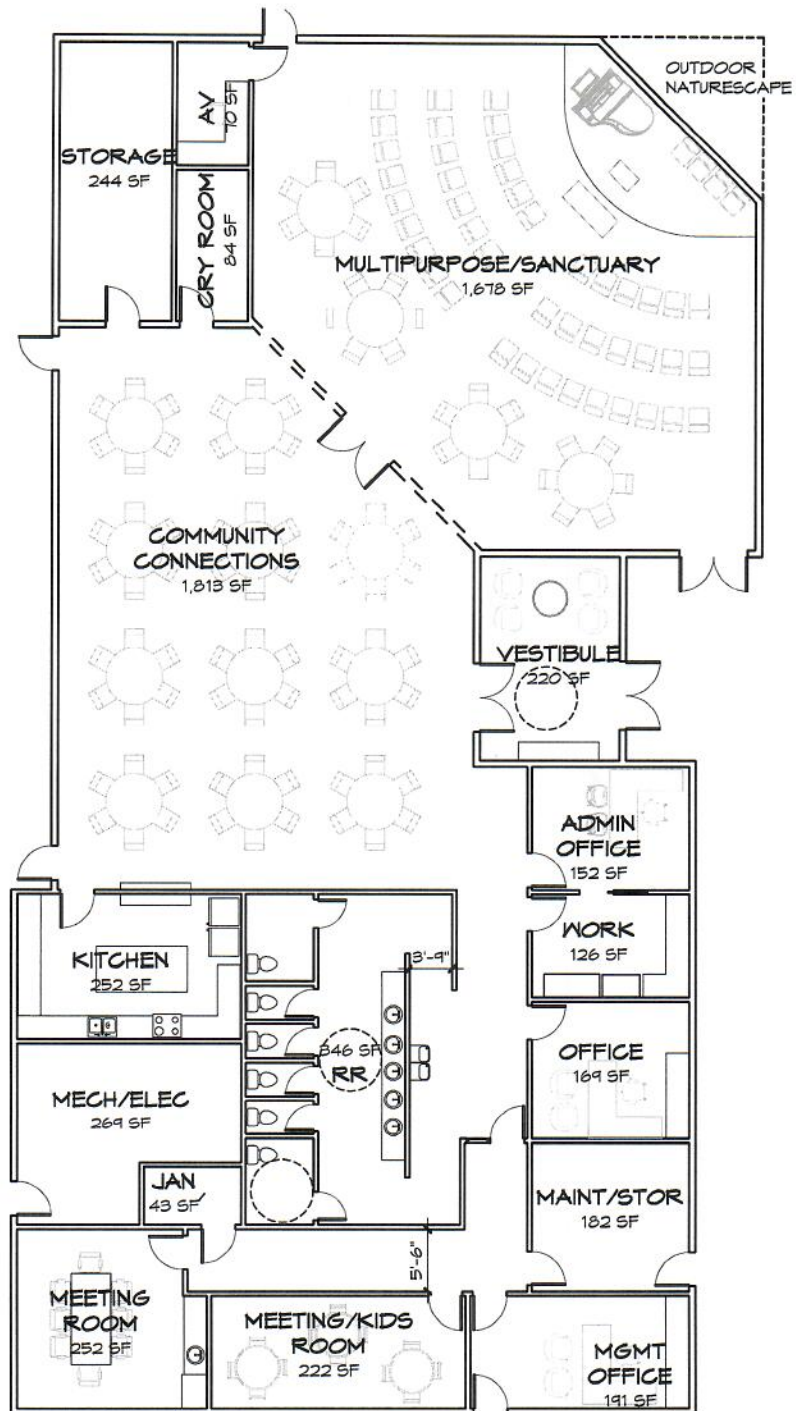 OUTDOOR
NATURESCAPE
AV
70 SF
STORAGE
244 SF
CRY ROOM
84 SF
MULTIPURPOSE/SANCTUARY
1,678 SF
COMMUNITY
CONNECTIONS
1,813 SF
VESTIBULE
220 SF
ADMIN
OFFICE
152 SF
WORK
126 SF
3'-9"
KITCHEN
252 SF
346 SF
RR
OFFICE
169 SF
MECH/ELEC
269 SF
JAN
43 SF
MAINT/STOR
182 SF
5'-6"
MEETING
ROOM
252 SF
MEETING/KIDS
ROOM
222 SF
MGMT
OFFICE
191 SF